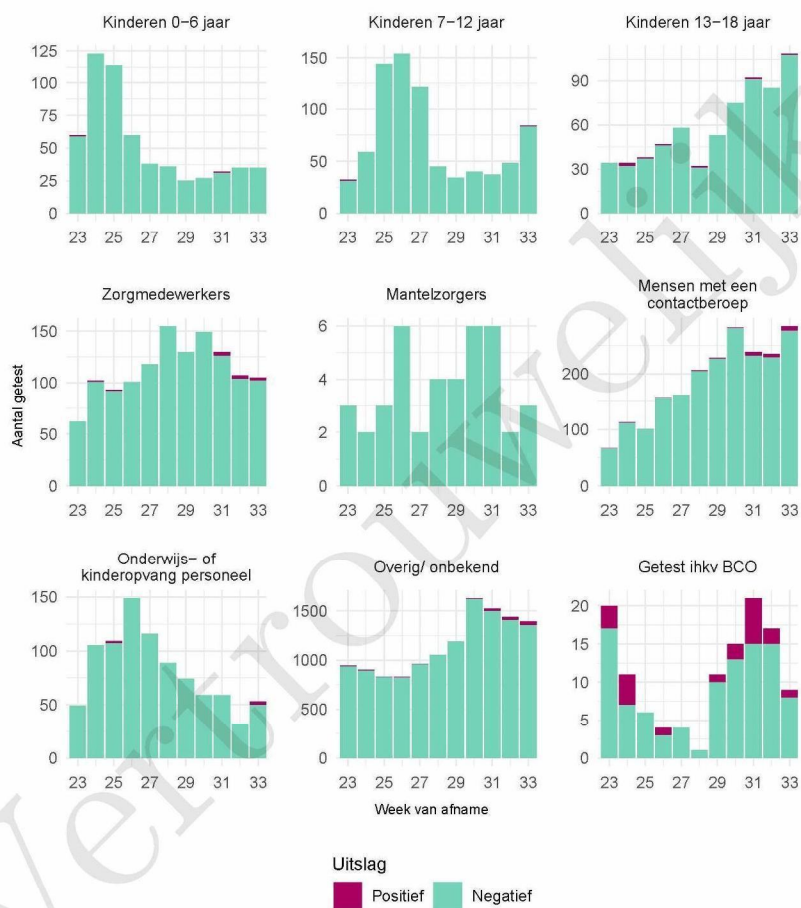 Kinderen 0−6 jaar
Kinderen 7−12 jaar
Kinderen 13−18 jaar
125
100
75
50
25
0
23 25 27 29 31 33
150
100
50
0
23 25 27 29 31 33
90
60
30
0
23 25 27 29 31 33
Zorgmedewerkers
Mantelzorgers
Mensen met een
contactberoep
Aantal getest
150
100
50
0
23 25 27 29 31 33
6
4
2
0
23 25 27 29 31 33
200
100
0
23 25 27 29 31 33
Onderwijs− of
kinderopvang personeel
Overig/ onbekend
Getest ihkv BCO
150
100
50
0
23 25 27 29 31 33
1500
1000
500
0
23 25 27 29 31 33
20
15
10
5
0
23 25 27 29 31 33
Week van afname
Uitslag
Positief
Negatief
Vertrouwelijk